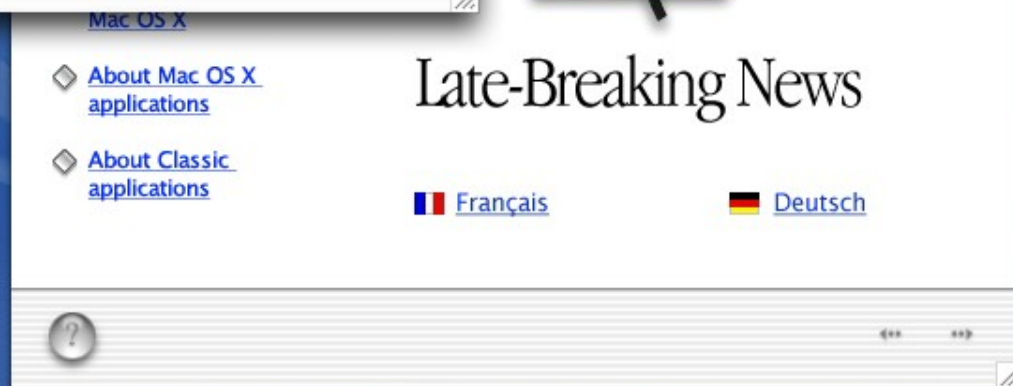 Mac OS X
About Mac OS X
applications
About Classic
applications
Late-Breaking News
Français
Deutsch
?